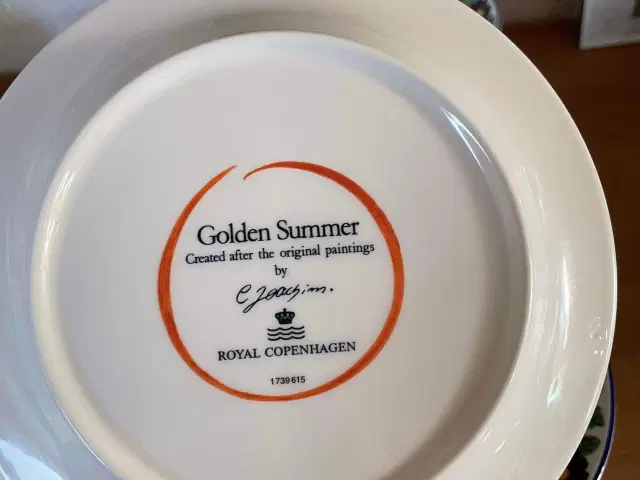 Golden Summer
Created after the original paintings
by
C Joachim.
ROYAL COPENHAGEN
1739615